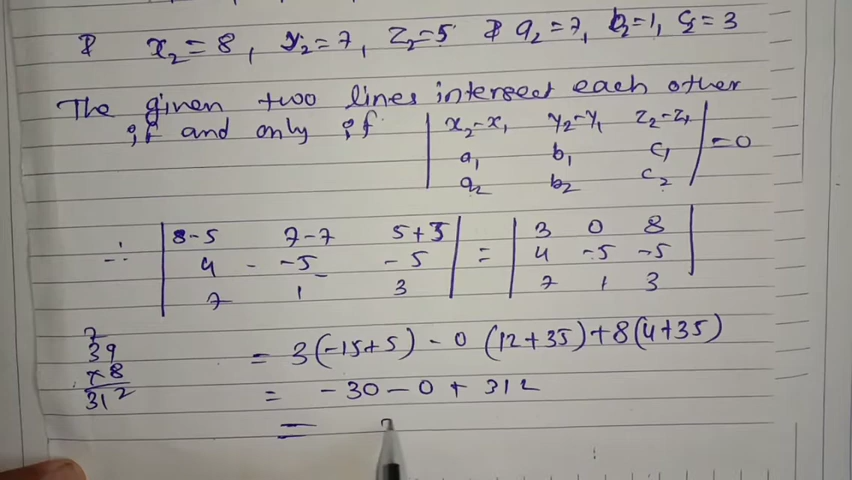 & x₂ = 8, y₂ = 7, z₂ = 5 & a₂ = 7, b₂ = 1, c₂ = 3
The given two lines intersect each other
if and only if | x₂-x₁ y₂-y₁ z₂-z₁ |
| a₁ b₁ c₁ | = 0
| a₂ b₂ c₂ |
∴ | 8-5 7-7 5+3 | = | 3 0 8 |
| 4 -5 -5 | | 4 -5 -5 |
| 7 1 3 | | 7 1 3 |
= 3(-15+5) - 0 (12+35) + 8(4+35)
= -30 - 0 + 312
=
7
39
×8
312